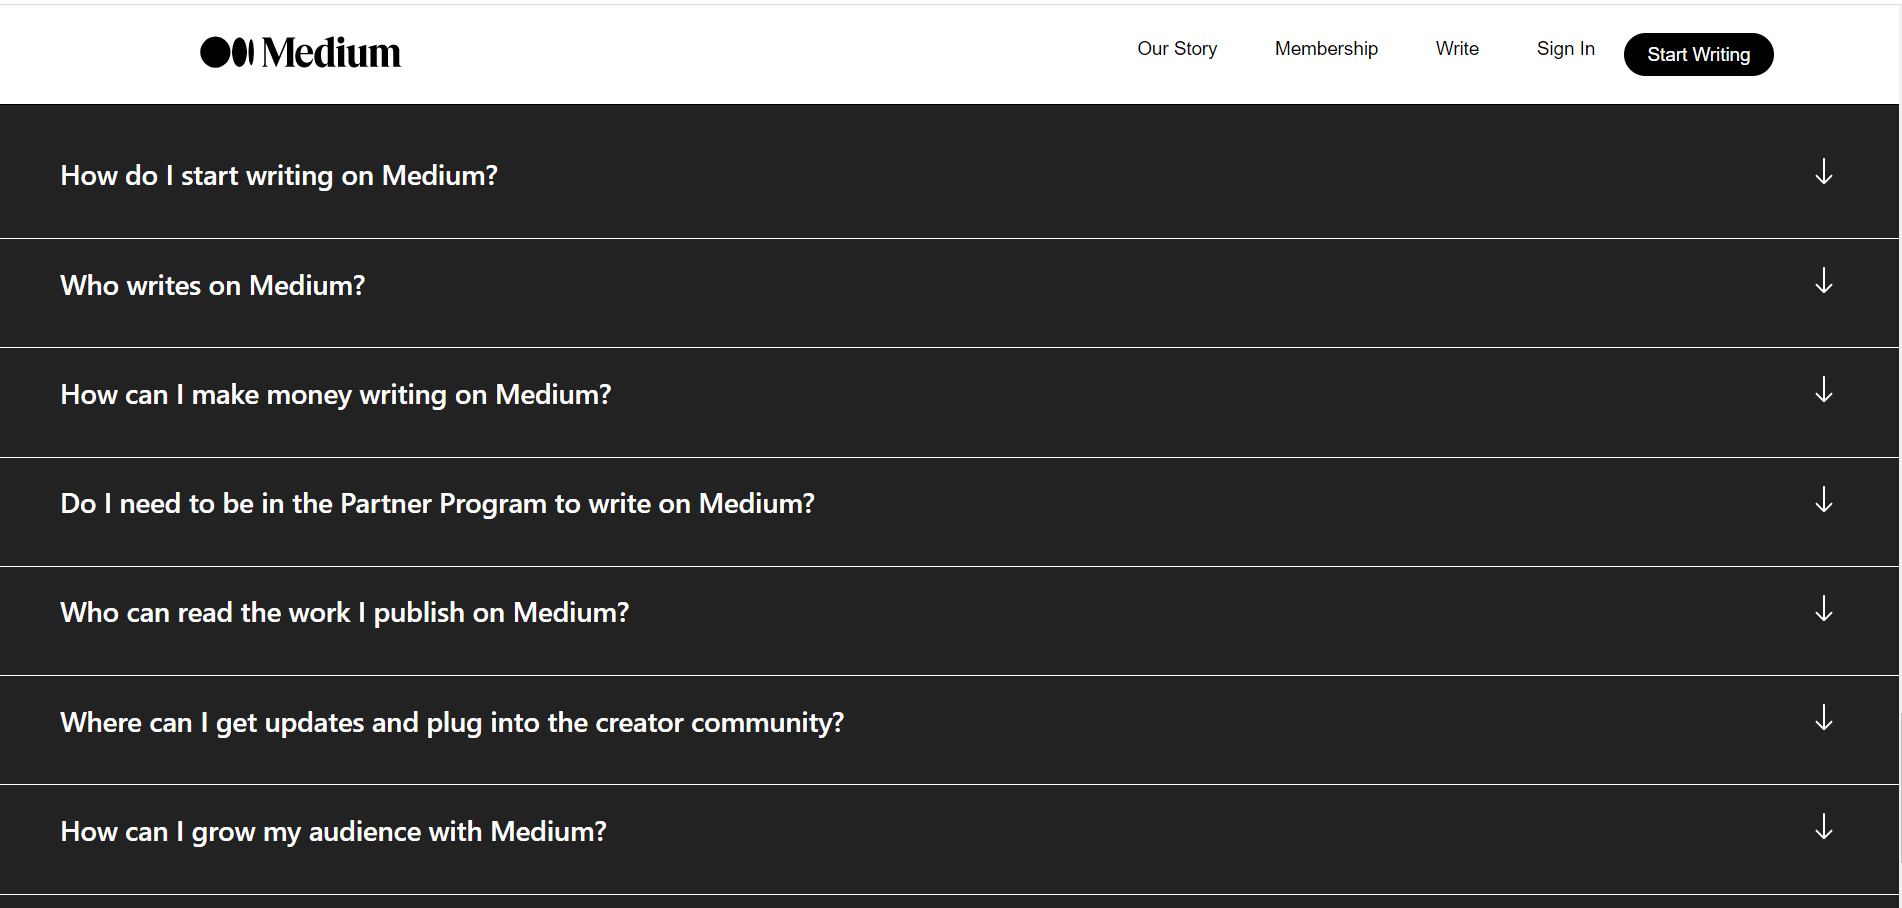 Medium
Our Story
Membership
Write
Sign In
Start Writing
How do I start writing on Medium?
Who writes on Medium?
How can I make money writing on Medium?
Do I need to be in the Partner Program to write on Medium?
Who can read the work I publish on Medium?
Where can I get updates and plug into the creator community?
How can I grow my audience with Medium?